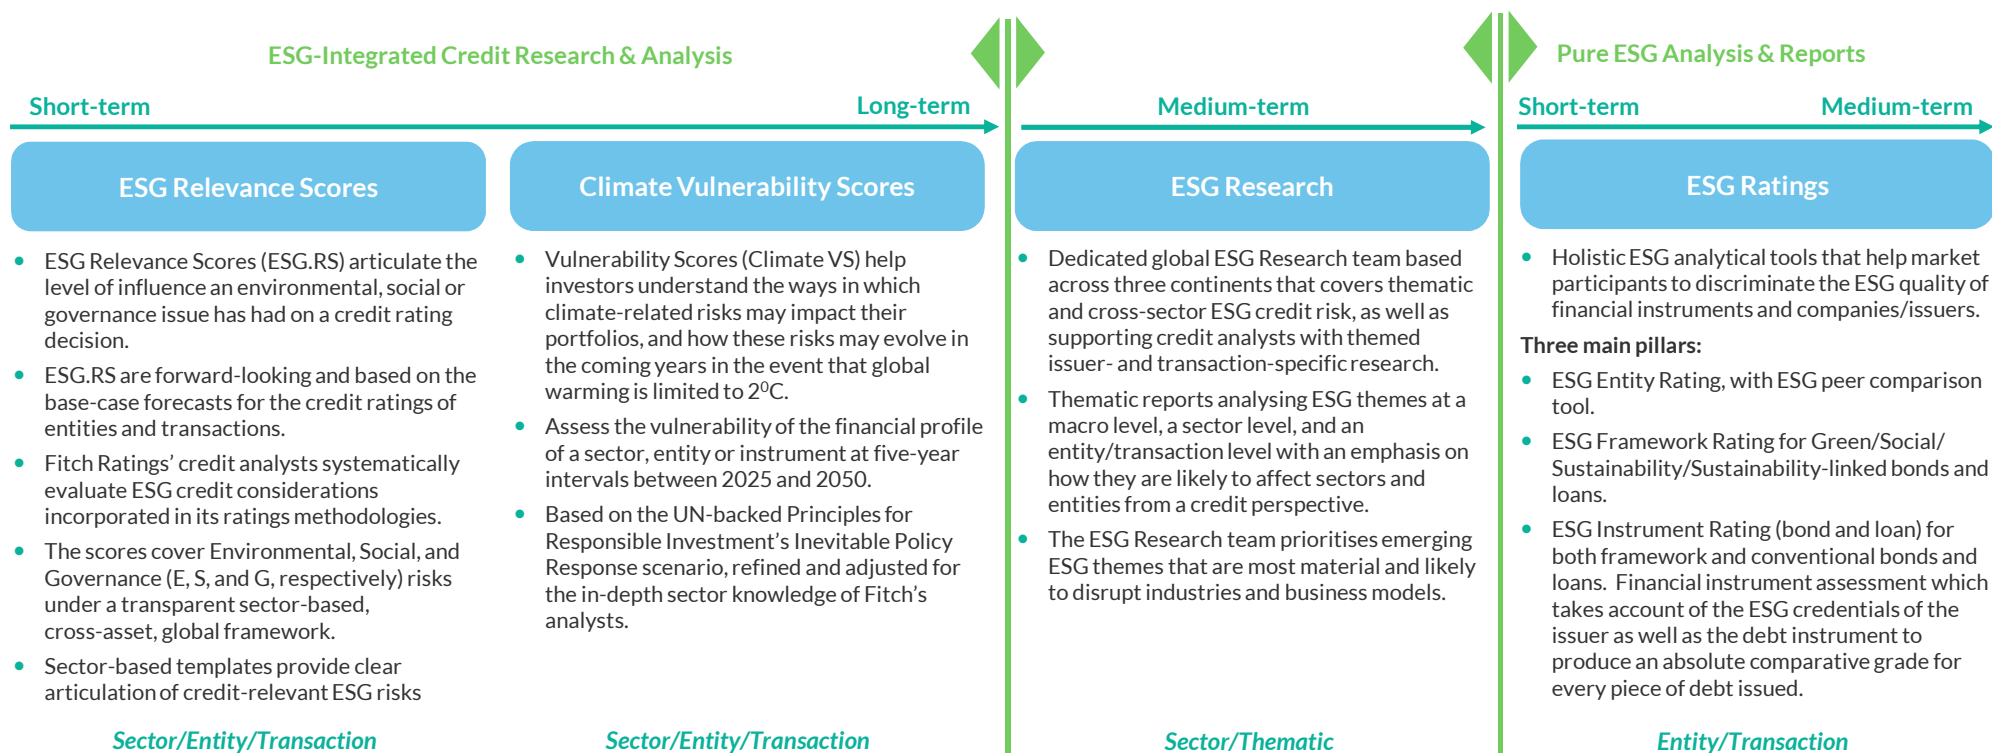 ESG-Integrated Credit Research & Analysis
Pure ESG Analysis & Reports
Short-term
Long-term
Medium-term
Short-term
Medium-term
ESG Relevance Scores
• ESG Relevance Scores (ESG.RS) articulate the
level of influence an environmental, social or
governance issue has had on a credit rating
decision.
• ESG.RS are forward-looking and based on the
base-case forecasts for the credit ratings of
entities and transactions.
• Fitch Ratings’ credit analysts systematically
evaluate ESG credit considerations
incorporated in its ratings methodologies.
• The scores cover Environmental, Social, and
Governance (E, S, and G, respectively) risks
under a transparent sector-based,
cross-asset, global framework.
• Sector-based templates provide clear
articulation of credit-relevant ESG risks
Sector/Entity/Transaction
Climate Vulnerability Scores
• Vulnerability Scores (Climate VS) help
investors understand the ways in which
climate-related risks may impact their
portfolios, and how these risks may evolve in
the coming years in the event that global
warming is limited to 2⁰C.
• Assess the vulnerability of the financial profile
of a sector, entity or instrument at five-year
intervals between 2025 and 2050.
• Based on the UN-backed Principles for
Responsible Investment’s Inevitable Policy
Response scenario, refined and adjusted for
the in-depth sector knowledge of Fitch’s
analysts.
Sector/Entity/Transaction
ESG Research
• Dedicated global ESG Research team based
across three continents that covers thematic
and cross-sector ESG credit risk, as well as
supporting credit analysts with themed
issuer- and transaction-specific research.
• Thematic reports analysing ESG themes at a
macro level, a sector level, and an
entity/transaction level with an emphasis on
how they are likely to affect sectors and
entities from a credit perspective.
• The ESG Research team prioritises emerging
ESG themes that are most material and likely
to disrupt industries and business models.
Sector/Thematic
ESG Ratings
• Holistic ESG analytical tools that help market
participants to discriminate the ESG quality of
financial instruments and companies/issuers.
Three main pillars:
• ESG Entity Rating, with ESG peer comparison
tool.
• ESG Framework Rating for Green/Social/
Sustainability/Sustainability-linked bonds and
loans.
• ESG Instrument Rating (bond and loan) for
both framework and conventional bonds and
loans. Financial instrument assessment which
takes account of the ESG credentials of the
issuer as well as the debt instrument to
produce an absolute comparative grade for
every piece of debt issued.
Entity/Transaction